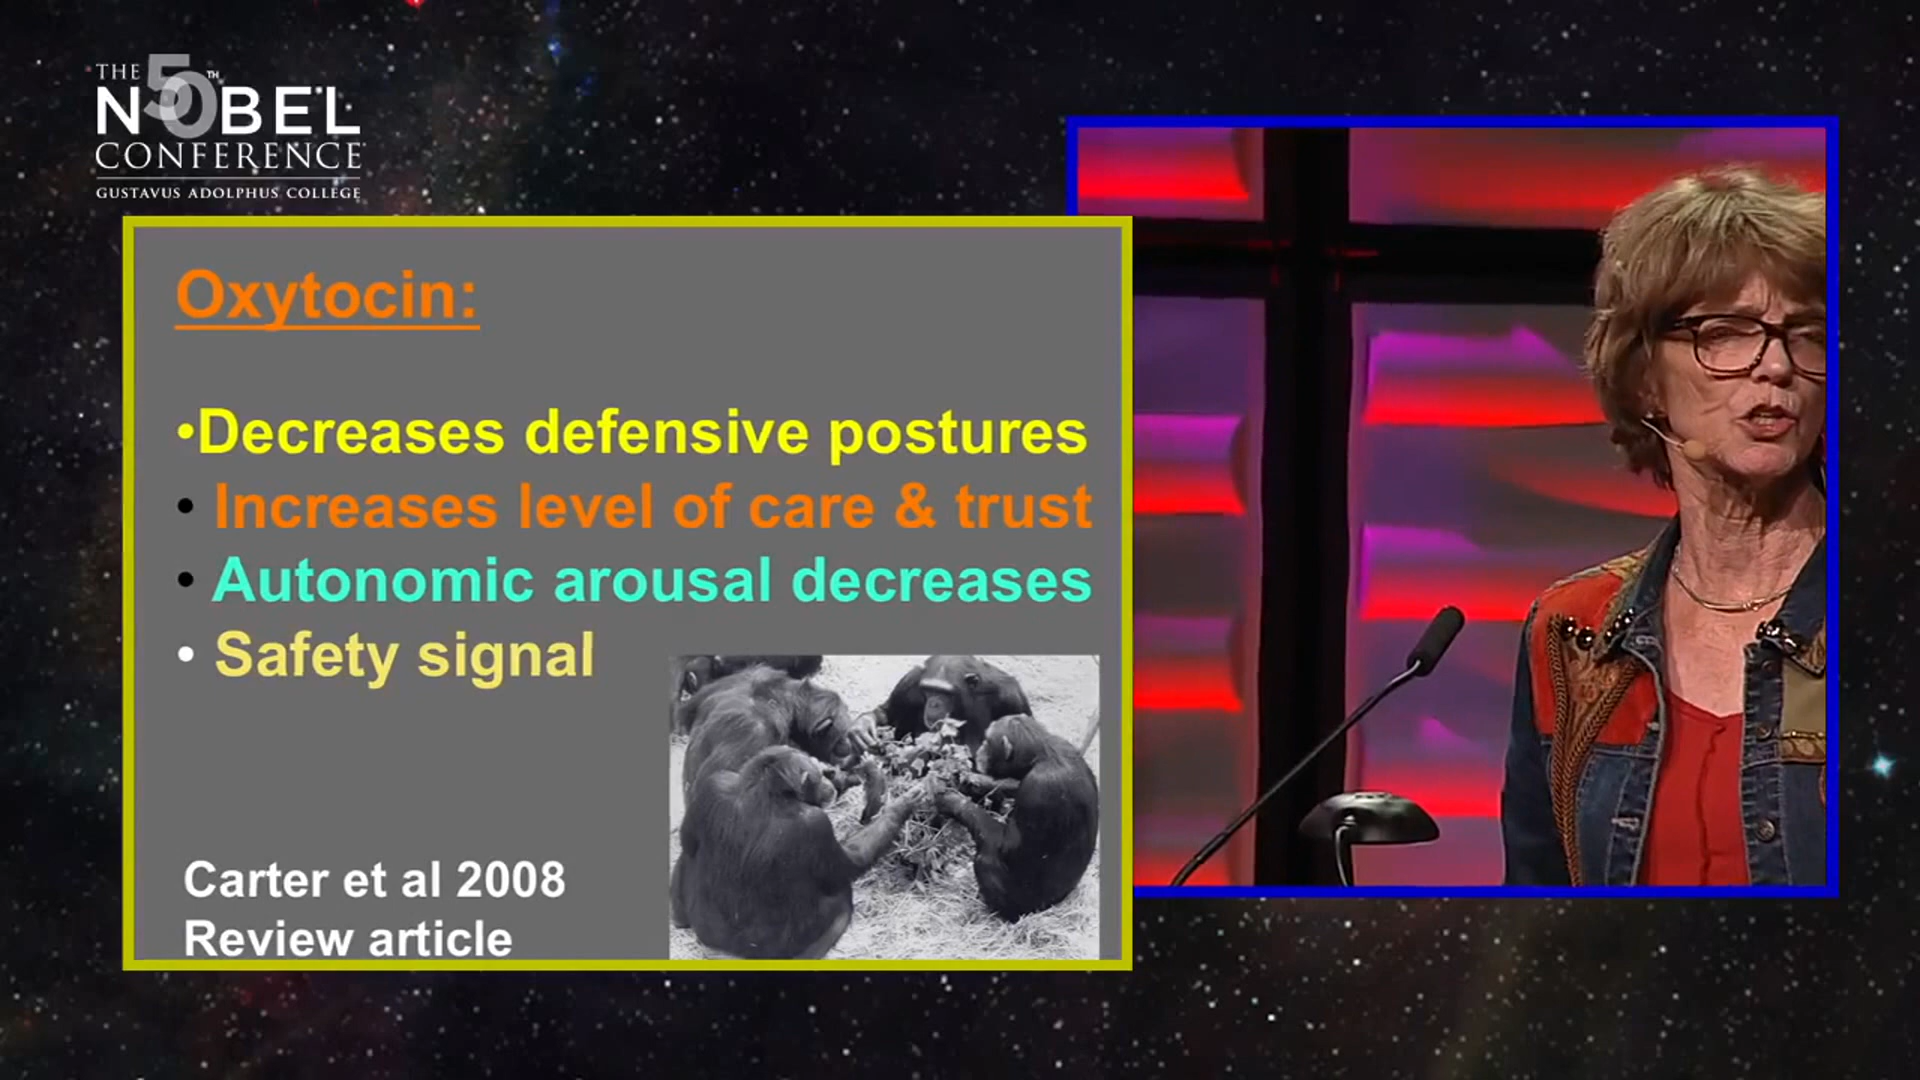 THE 50TH
NOBEL
CONFERENCE
GUSTAVUS ADOLPHUS COLLEGE
Oxytocin:
•Decreases defensive postures
• Increases level of care & trust
• Autonomic arousal decreases
• Safety signal
Carter et al 2008
Review article